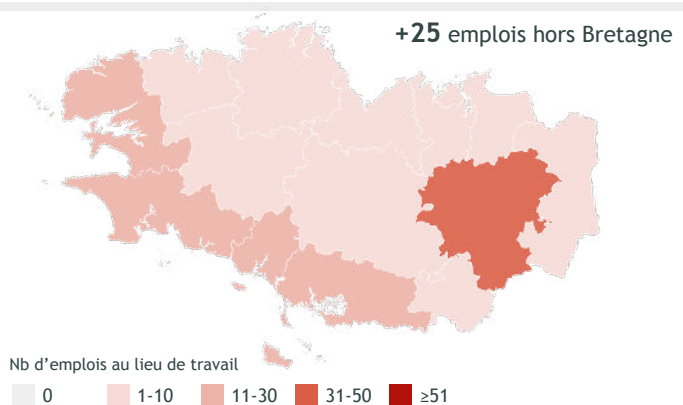 +25 emplois hors Bretagne
Nb d’emplois au lieu de travail
0 1-10 11-30 31-50 ≥51